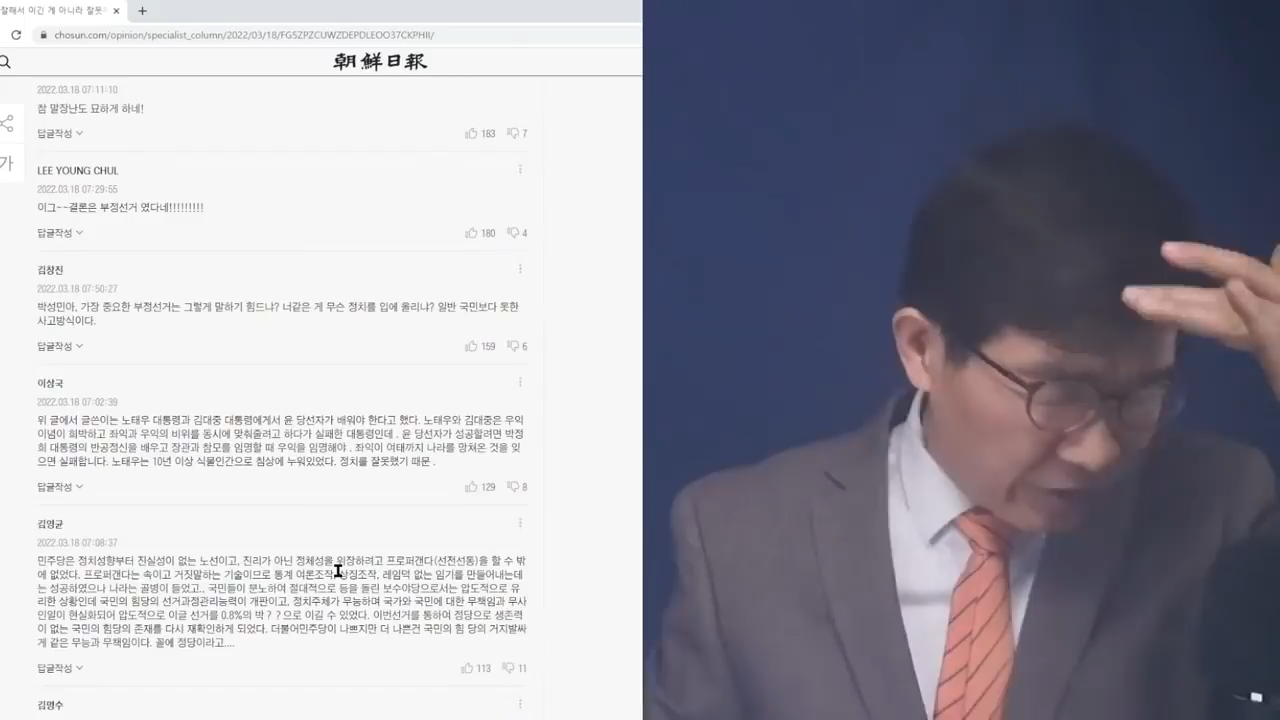 잘해서 이긴 게 아니라 잘못
chosun.com/opinion/specialist_column/2022/03/18/FG5ZPZCUWZDEPDLEOO37CKPHII/
朝鮮日報
2022.03.18 07:11:10
참 말장난도 묘하게 하네!
답글작성
183
7
가
LEE YOUNG CHUL
2022.03.18 07:29:55
이그~~결론은 부정선거 였다네!!!!!!!!!
답글작성
180
4
김창진
2022.03.18 07:50:27
박성민아, 가장 중요한 부정선거는 그렇게 말하기 힘드냐? 너같은 게 무슨 정치를 입에 올리냐? 일반 국민보다 못한
사고방식이다.
답글작성
159
6
이상국
2022.03.18 07:02:39
위 글에서 글쓴이는 노태우 대통령과 김대중 대통령에게서 윤 당선자가 배워야 한다고 했다. 노태우와 김대중은 우익
이념이 희박하고 좌익과 우익의 비위를 동시에 맞춰줄려고 하다가 실패한 대통령인데 . 윤 당선자가 성공할려면 박정
희 대통령의 반공정신을 배우고 장관과 참모를 임명할 때 우익을 임명해야 . 좌익이 여태까지 나라를 망쳐온 것을 잊
으면 실패합니다. 노태우는 10년 이상 식물인간으로 침상에 누워있었다. 정치를 잘못했기 때문 .
답글작성
129
8
김영균
2022.03.18 07:08:37
민주당은 정치성향부터 진실성이 없는 노선이고, 진리가 아닌 정체성을 위장하려고 프로퍼갠다(선전선동)을 할 수 밖
에 없었다. 프로퍼갠다는 속이고 거짓말하는 기술이므로 통계 여론조작, 상징조작, 레임덕 없는 임기를 만들어내는데
는 성공하였으나 나라는 골병이 들었고.. 국민들이 분노하여 절대적으로 등을 돌린 보수야당으로서는 압도적으로 유
리한 상황인데 국민의 힘당의 선거과정관리능력이 개판이고, 정치주체가 무능하며 국가와 국민에 대한 무책임과 무사
인일이 현실화되어 압도적으로 이글 선거를 0.8%의 박 ? ? 으로 이길 수 있었다. 이번선거를 통하여 정당으로 생존력
이 없는 국민의 힘당의 존재를 다시 재확인하게 되었다. 더불어민주당이 나쁘지만 더 나쁜건 국민의 힘 당의 거지발싸
게 같은 무능과 무책임이다. 꼴에 정당이라고....
답글작성
113
11
김명수